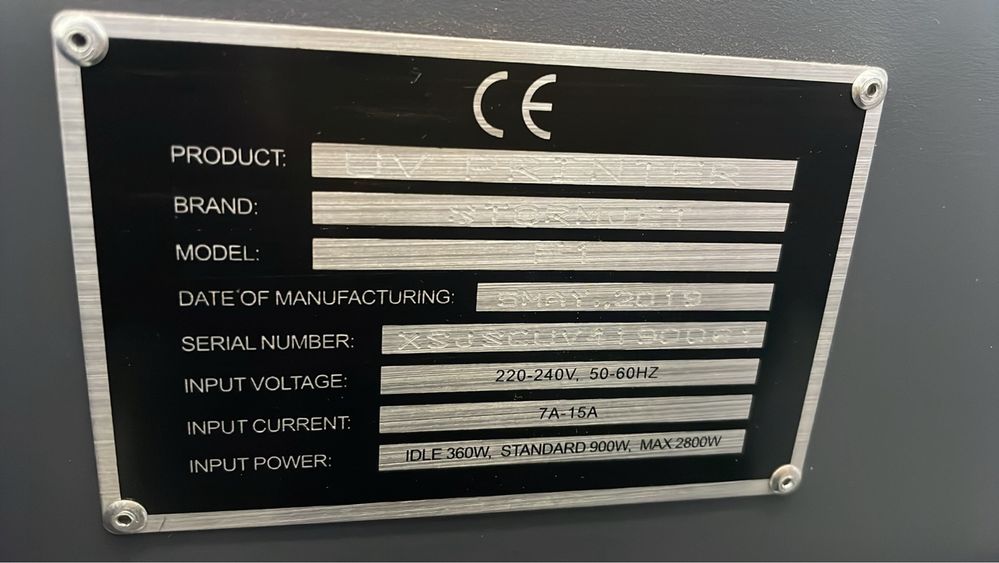 CE
PRODUCT: UV PRINTER
BRAND: STORMJET
MODEL:
DATE OF MANUFACTURING: 5MAY.,2019
SERIAL NUMBER:
INPUT VOLTAGE: 220-240V, 50-60HZ
INPUT CURRENT: 7A-15A
INPUT POWER: IDLE 360W, STANDARD 900W, MAX 2800W